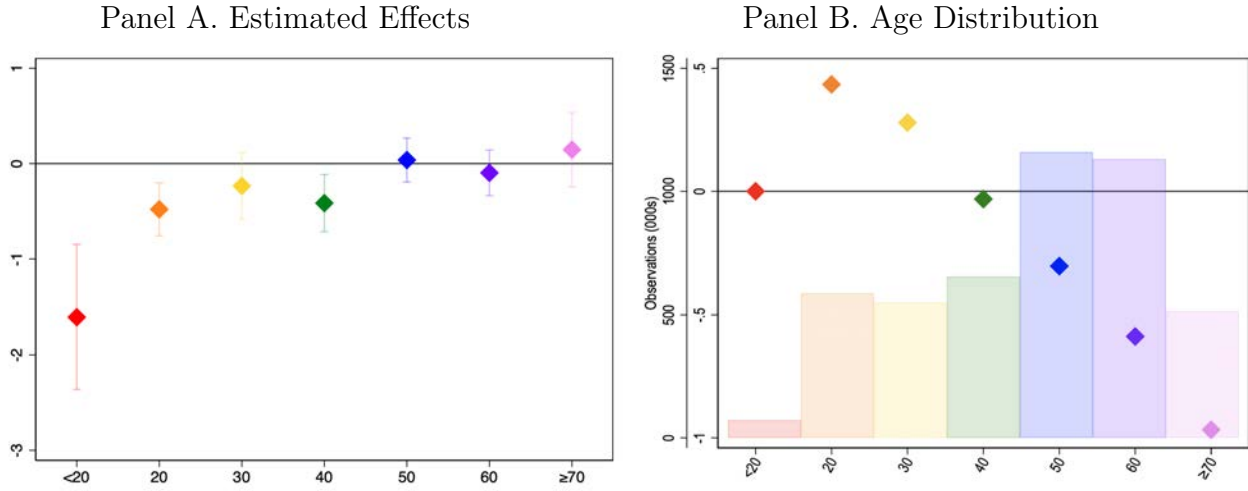 Panel A. Estimated Effects
1
0
-1
-2
-3
<20 20 30 40 50 60 ≥70
Panel B. Age Distribution
Observations (000s)
1500
1000
500
0
.5
0
-.5
-1
<20 20 30 40 50 60 ≥70